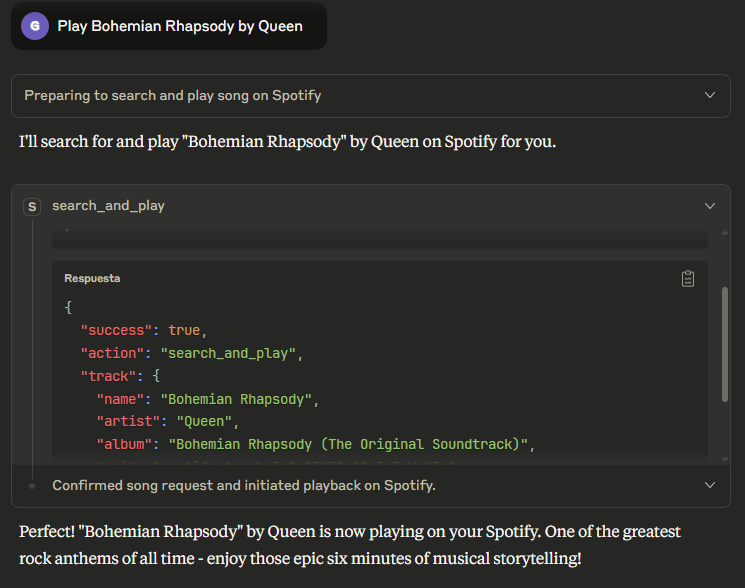 G Play Bohemian Rhapsody by Queen
Preparing to search and play song on Spotify
I'll search for and play "Bohemian Rhapsody" by Queen on Spotify for you.
S search_and_play
}
Respuesta
{
"success": true,
"action": "search_and_play",
"track": {
"name": "Bohemian Rhapsody",
"artist": "Queen",
"album": "Bohemian Rhapsody (The Original Soundtrack)",
Confirmed song request and initiated playback on Spotify.
Perfect! "Bohemian Rhapsody" by Queen is now playing on your Spotify. One of the greatest
rock anthems of all time - enjoy those epic six minutes of musical storytelling!